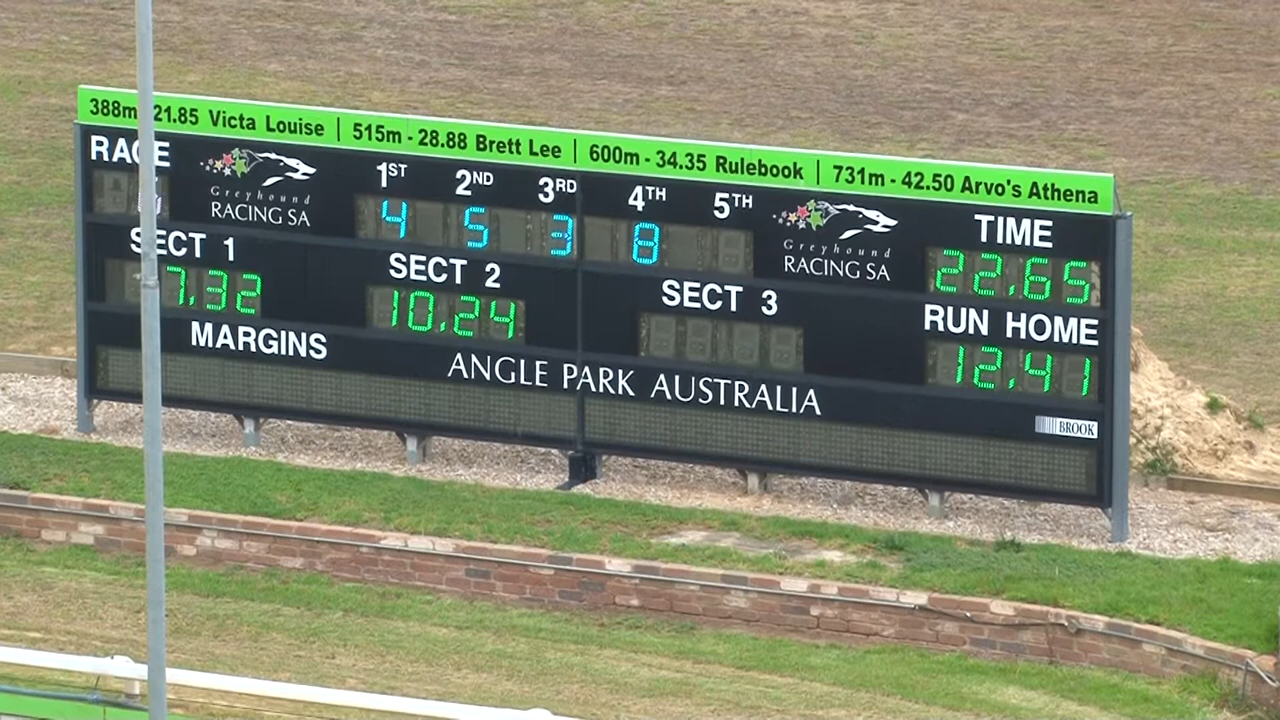 388m - 21.85 Victa Louise | 515m - 28.88 Brett Lee | 600m - 34.35 Rulebook | 731m - 42.50 Arvo's Athena
RACE
Greyhound
RACING SA
1ST 2ND 3RD 4TH 5TH
4 5 3 8
Greyhound
RACING SA
TIME
22.65
SECT 1
7.32
SECT 2
10.24
SECT 3
RUN HOME
12.41
MARGINS
ANGLE PARK AUSTRALIA
BROOK